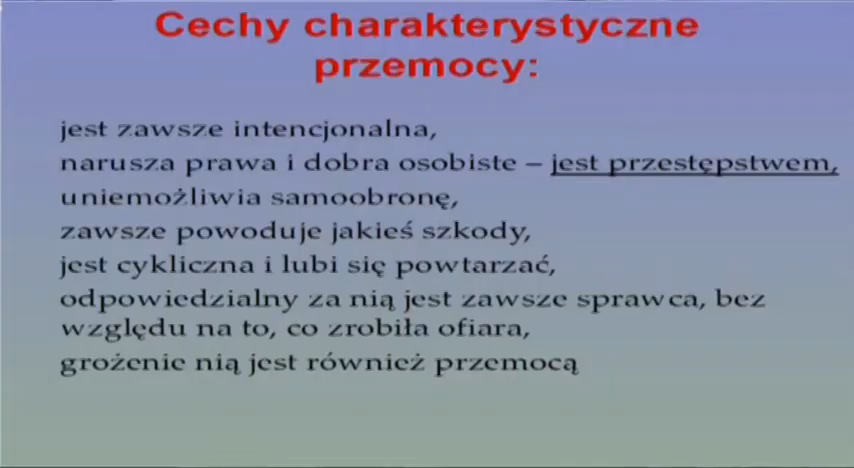 Cechy charakterystyczne
przemocy:
jest zawsze intencjonalna,
narusza prawa i dobra osobiste – jest przestępstwem,
uniemożliwia samoobronę,
zawsze powoduje jakieś szkody,
jest cykliczna i lubi się powtarzać,
odpowiedzialny za nią jest zawsze sprawca, bez
względu na to, co zrobiła ofiara,
grożenie nią jest również przemocą